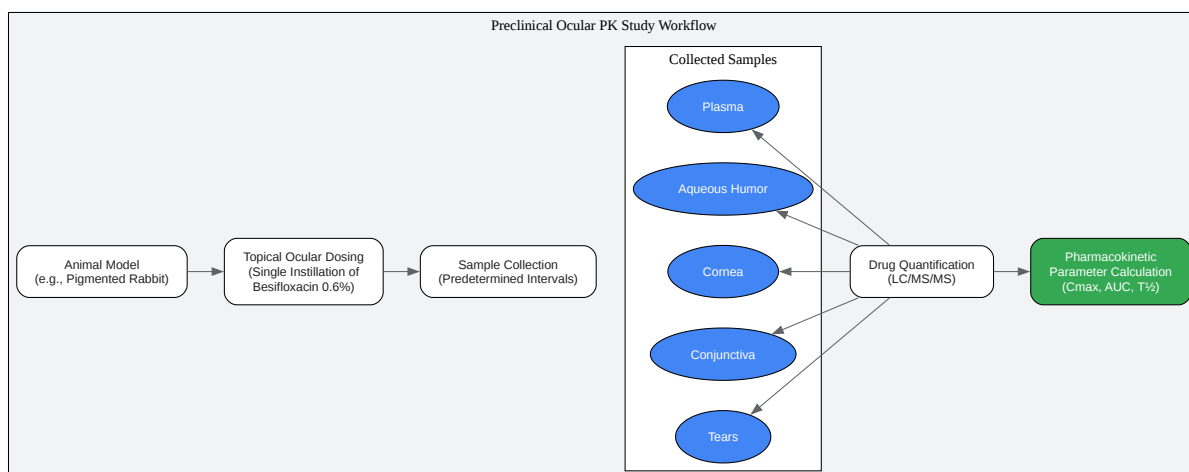 Preclinical Ocular PK Study Workflow
Collected Samples
Plasma
Aqueous Humor
Cornea
Conjunctiva
Tears
Animal Model
(e.g., Pigmented Rabbit)
Topical Ocular Dosing
(Single Instillation of
Besifloxacin 0.6%)
Sample Collection
(Predetermined Intervals)
Drug Quantification
(LC/MS/MS)
Pharmacokinetic
Parameter Calculation
(Cmax, AUC, T½)